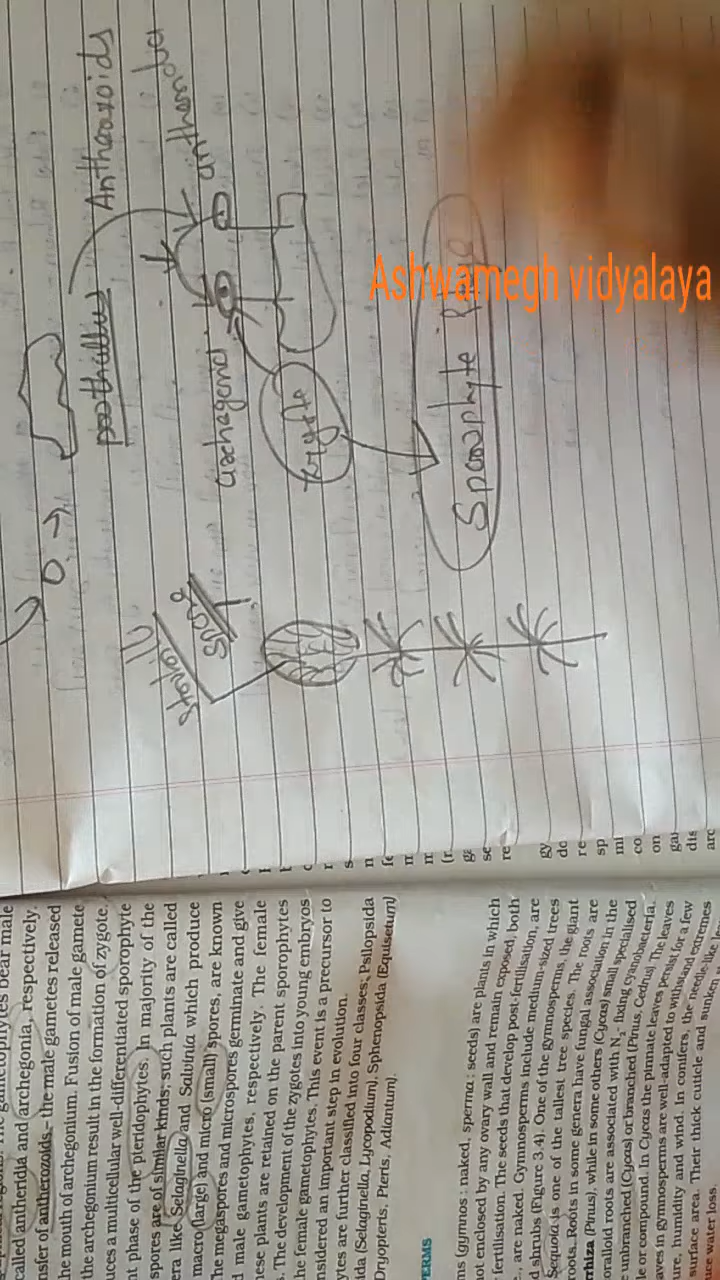 Antherozoids
prothallus
antheridia
archegonia
Zygote
Sporophyte
Sterile
spore
Ashwamegh vidyalaya
called antheridia and archegonia, respectively.
nsfer of antherozoids - the male gametes released
he mouth of archegonium. Fusion of male gamete
the archegonium result in the formation of zygote.
uces a multicellular well-differentiated sporophyte
nt phase of the pteridophytes. In majority of the
spores are of similar kinds; such plants are called
era like Selaginella and Salvinia which produce
macro (large) and micro (small) spores, are known
he megaspores and microspores germinate and give
d male gametophytes, respectively. The female
hese plants are retained on the parent sporophytes
. The development of the zygotes into young embryos
he female gametophytes. This event is a precursor to
nsidered an important step in evolution.
ytes are further classified into four classes: Psilopsida
ida (Selaginella, Lycopodium), Sphenopsida (Equisetum)
Dryopteris, Pteris, Adiantum).
ERMS
ms (gymnos : naked, sperma : seeds) are plants in which
ot enclosed by any ovary wall and remain exposed, both
fertilisation. The seeds that develop post-fertilisation, are
, are naked. Gymnosperms include medium-sized trees
d shrubs (Figure 3.4). One of the gymnosperms, the giant
Sequoia is one of the tallest tree species. The roots are
oots. Roots in some genera have fungal association in the
rhiza (Pinus), while in some others (Cycas) small specialised
oralloid roots are associated with N2- fixing cyanobacteria.
unbranched (Cycas) or branched (Pinus, Cedrus). The leaves
e or compound. In Cycas the pinnate leaves persist for a few
aves in gymnosperms are well-adapted to withstand extremes
ure, humidity and wind. In conifers, the needle-like
surface area. Their thick cuticle and sunken
uce water loss.